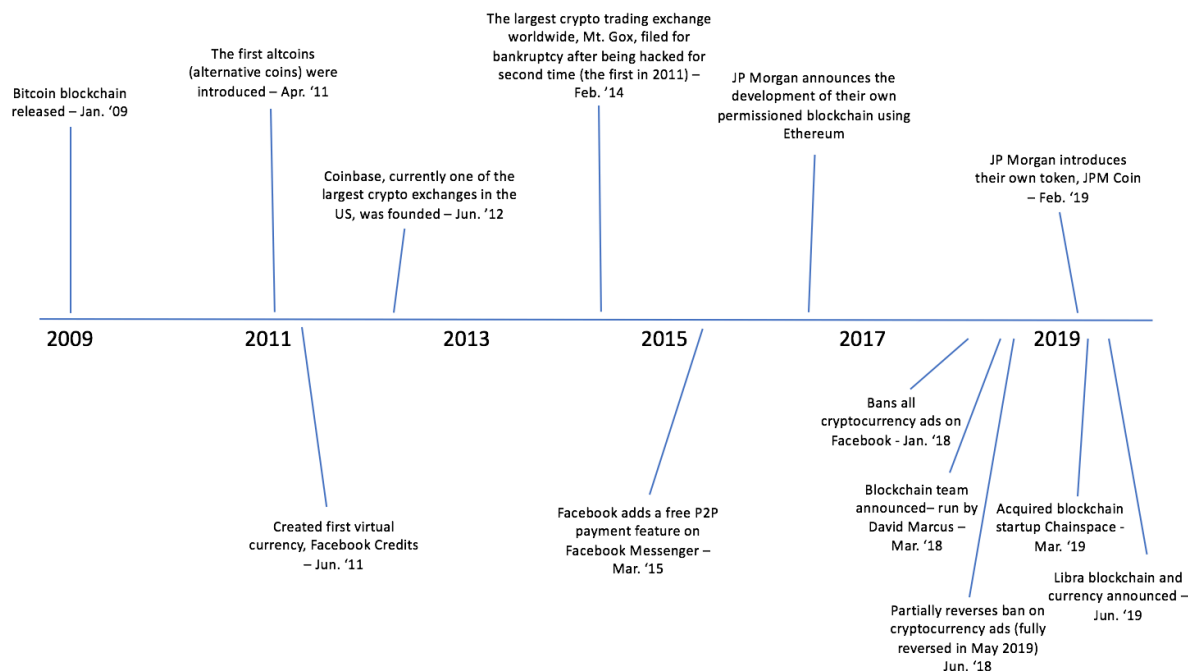 The largest crypto trading exchange
worldwide, Mt. Gox, filed for
bankruptcy after being hacked for
second time (the first in 2011) –
Feb. ‘14
The first altcoins
(alternative coins) were
introduced – Apr. ‘11
JP Morgan announces the
development of their own
permissioned blockchain using
Ethereum
Bitcoin blockchain
released – Jan. ‘09
JP Morgan introduces
their own token, JPM Coin
– Feb. ‘19
Coinbase, currently one of the
largest crypto exchanges in the
US, was founded – Jun. ‘12
2009
2011
2013
2015
2017
2019
Bans all
cryptocurrency ads on
Facebook - Jan. ‘18
Created first virtual
currency, Facebook Credits
– Jun. ‘11
Facebook adds a free P2P
payment feature on
Facebook Messenger –
Mar. ‘15
Blockchain team
announced– run by
David Marcus –
Mar. ‘18
Acquired blockchain
startup Chainspace -
Mar. ‘19
Libra blockchain and
currency announced –
Jun. ‘19
Partially reverses ban on
cryptocurrency ads (fully
reversed in May 2019)
Jun. ‘18